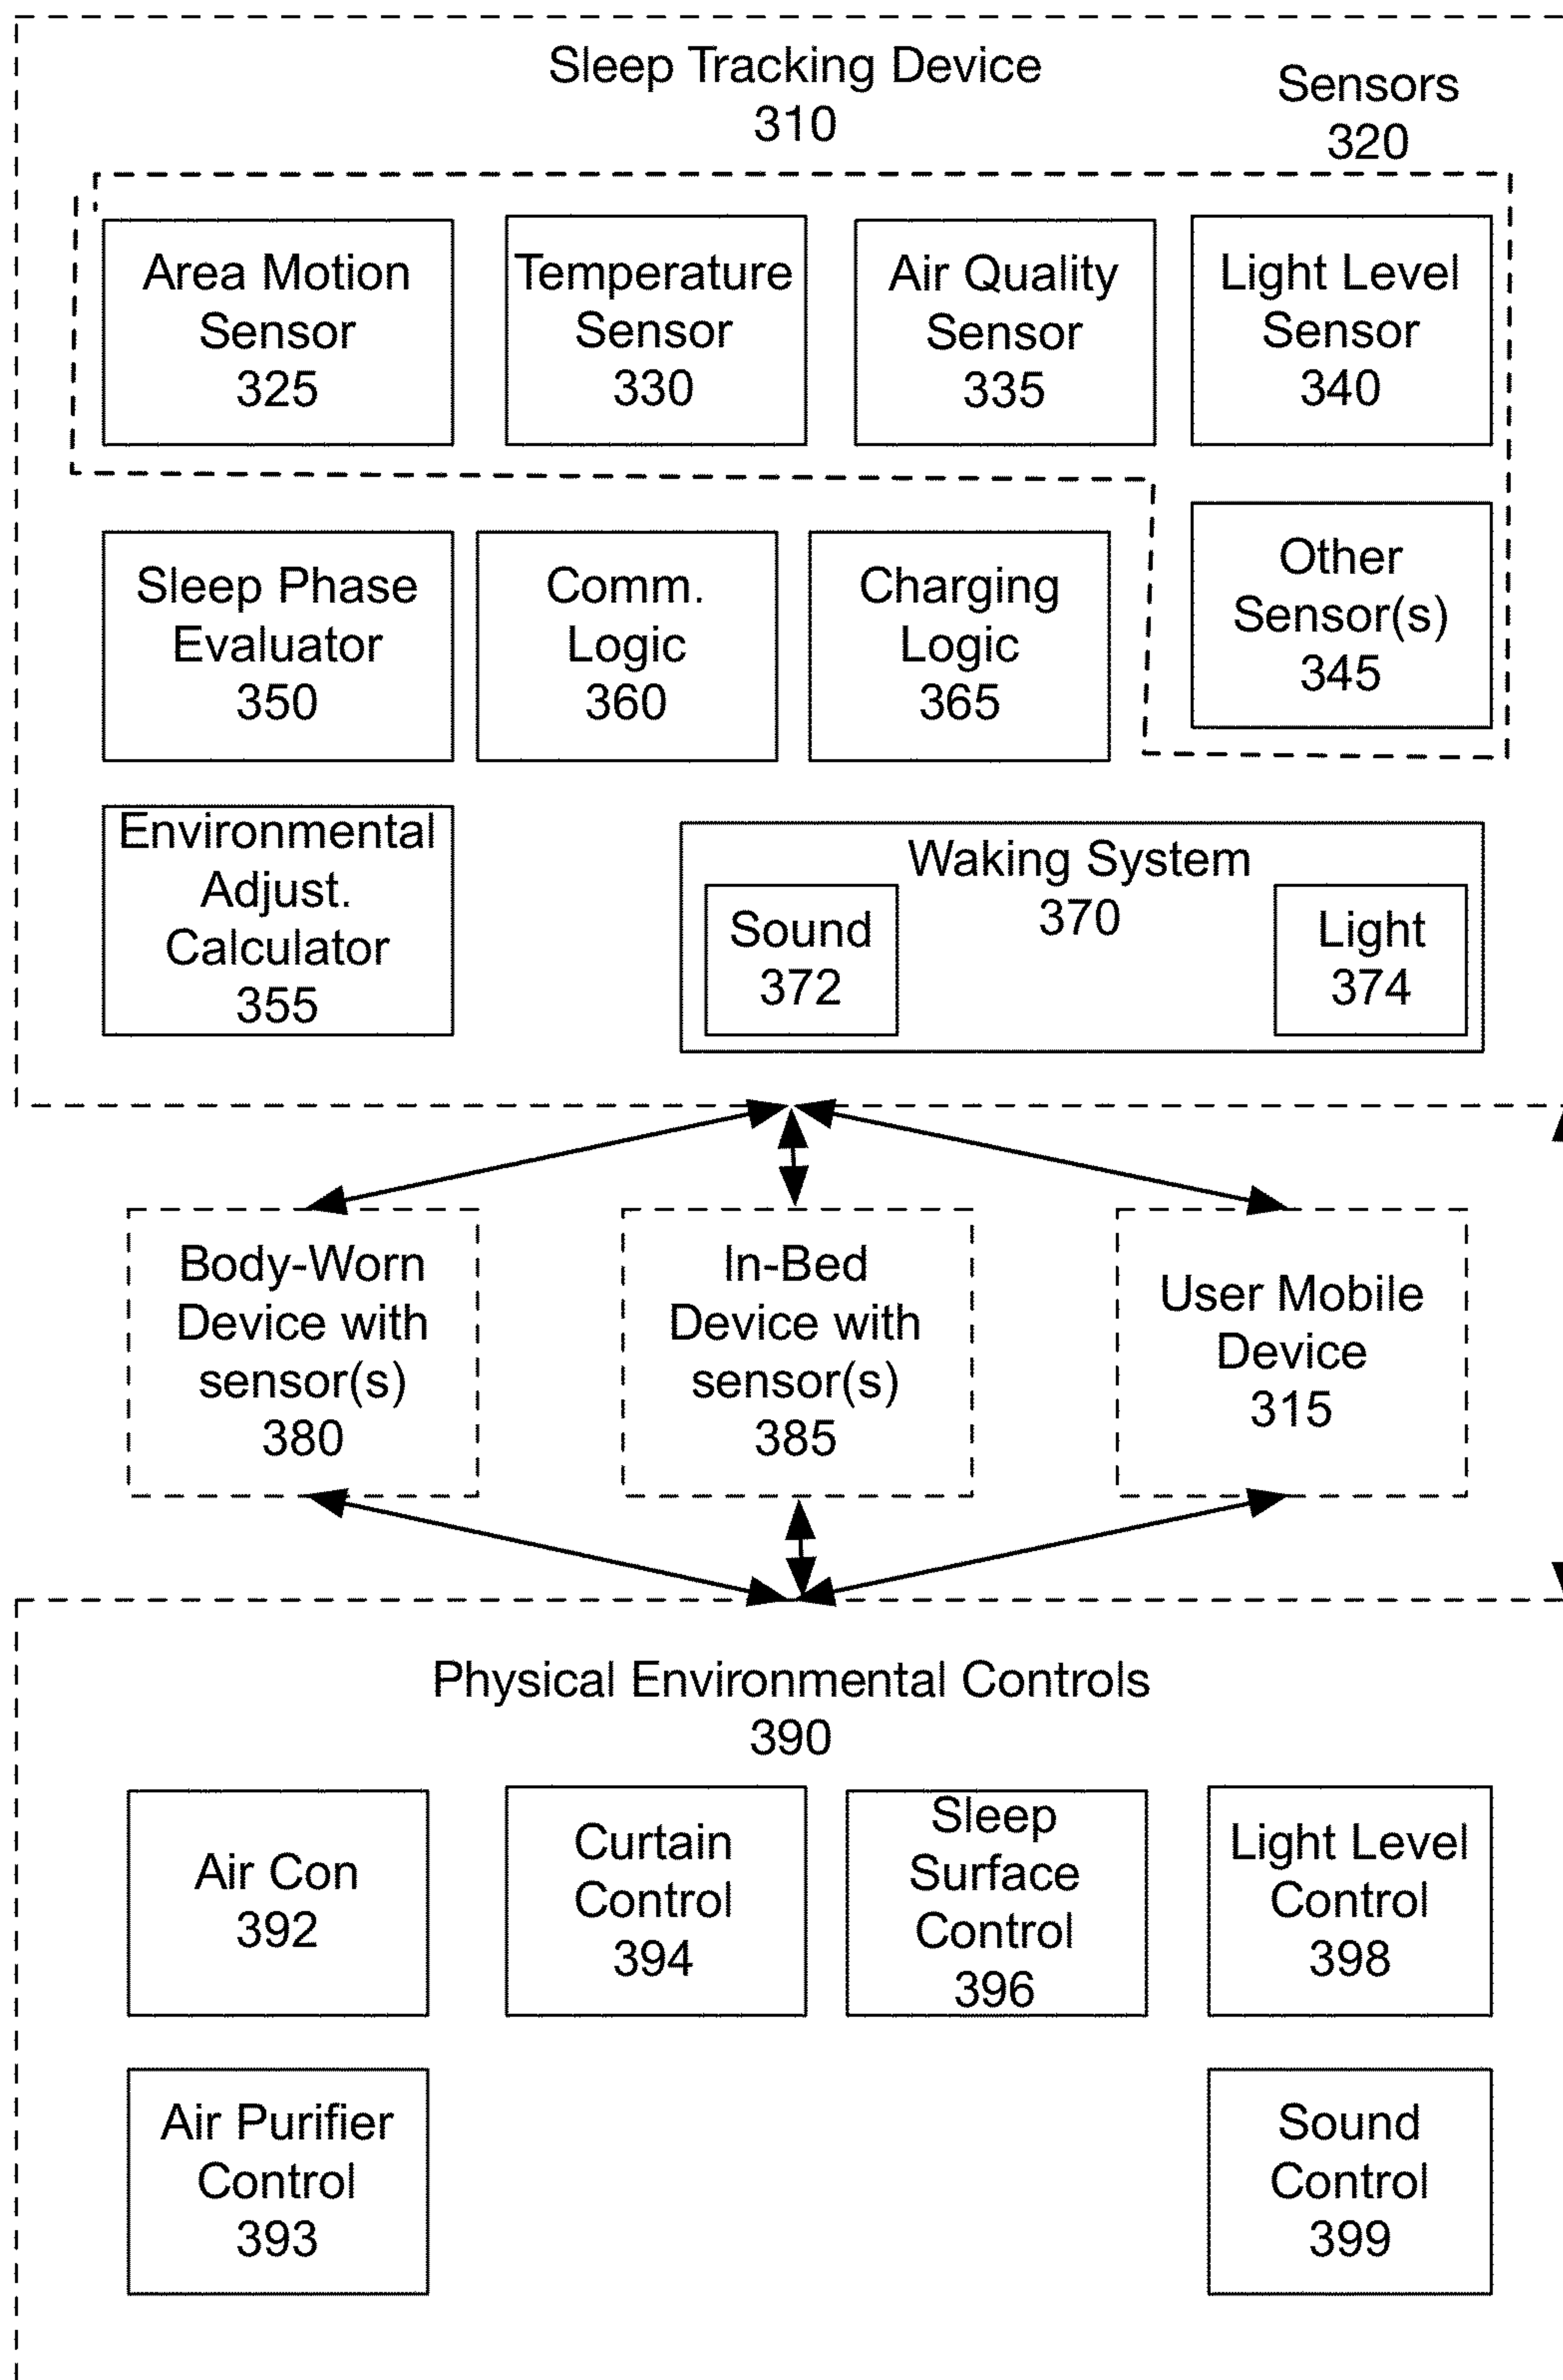 Sleep Tracking Device
310
Sensors
320
Area Motion
Sensor
325
Temperature
Sensor
330
Air Quality
Sensor
335
Light Level
Sensor
340
Sleep Phase
Evaluator
350
Comm.
Logic
360
Charging
Logic
365
Other
Sensor(s)
345
Environmental
Adjust.
Calculator
355
Waking System
370
Sound
372
Light
374
Body-Worn
Device with
sensor(s)
380
In-Bed
Device with
sensor(s)
385
User Mobile
Device
315
Physical Environmental Controls
390
Air Con
392
Curtain
Control
394
Sleep
Surface
Control
396
Light Level
Control
398
Air Purifier
Control
393
Sound
Control
399